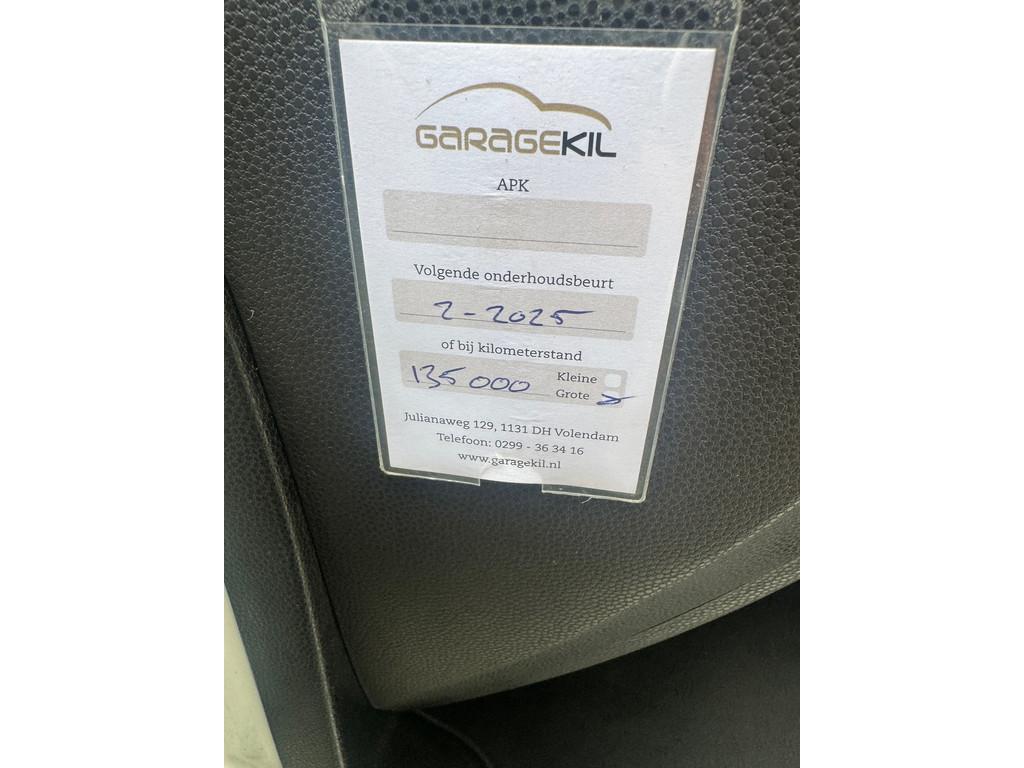 GARAGEKIL
APK
Volgende onderhoudsbeurt
2-2025
of bij kilometerstand
135000
Kleine
Grote
Julianaweg 129, 1131 DH Volendam
Telefoon: 0299 - 36 34 16
www.garagekil.nl